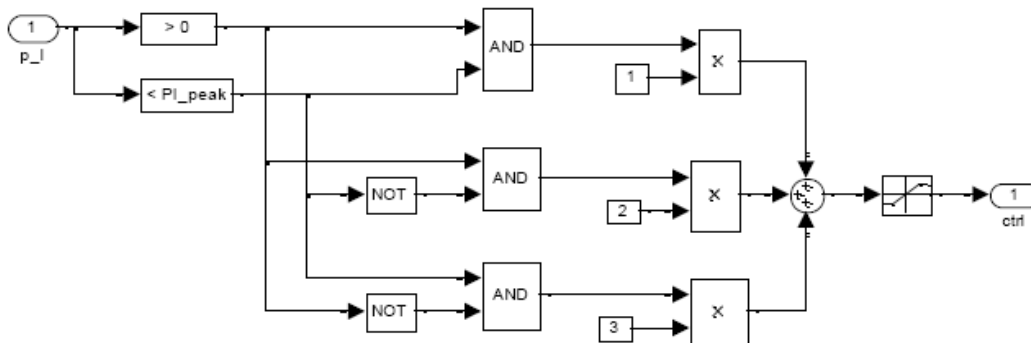 1
p_l
> 0
< Pl_peak
AND
1
X
NOT
AND
2
X
1
ctrl
NOT
AND
3
X